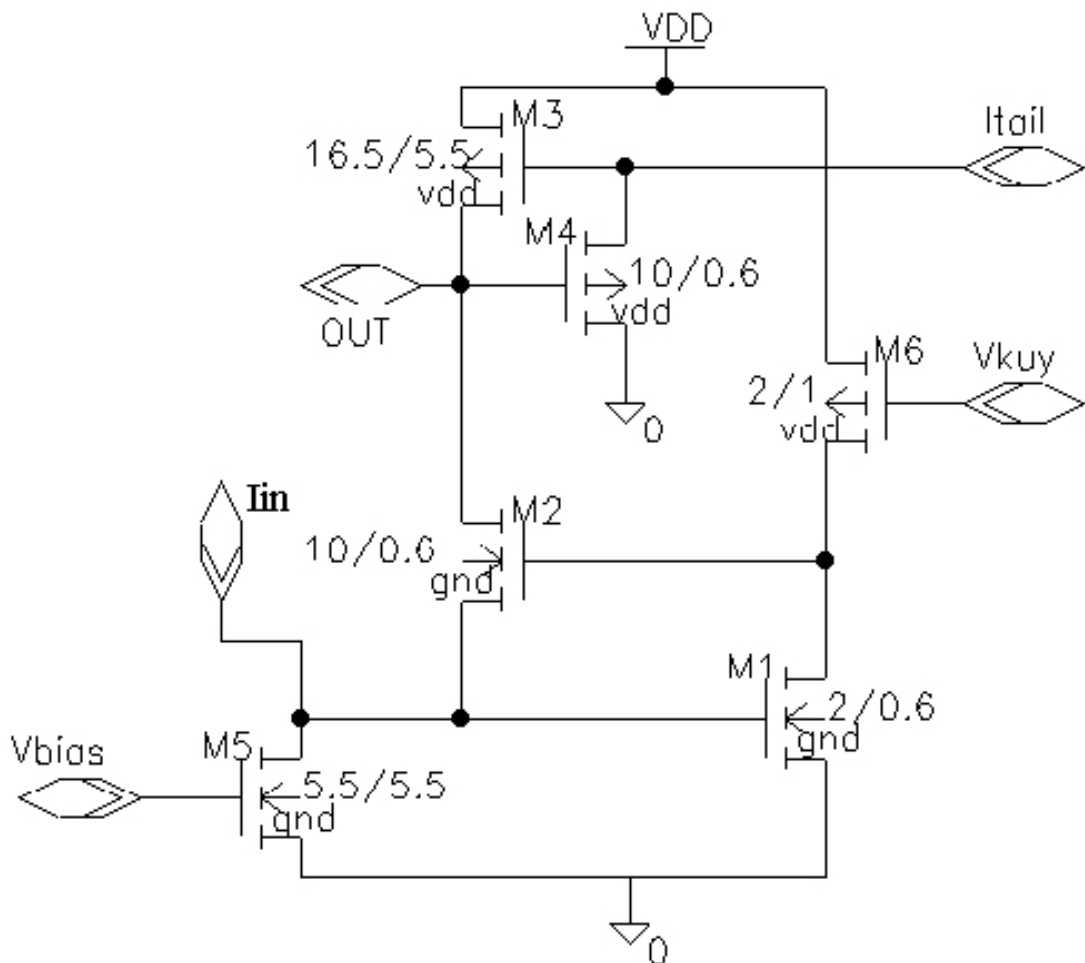 VDD
M3
Itail
16.5/5.5
vdd
M4
10/0.6
vdd
OUT
M6
Vkuy
2/1
vdd
0
Iin
M2
10/0.6
gnd
M1
2/0.6
gnd
Vbias
M5
5.5/5.5
gnd
0